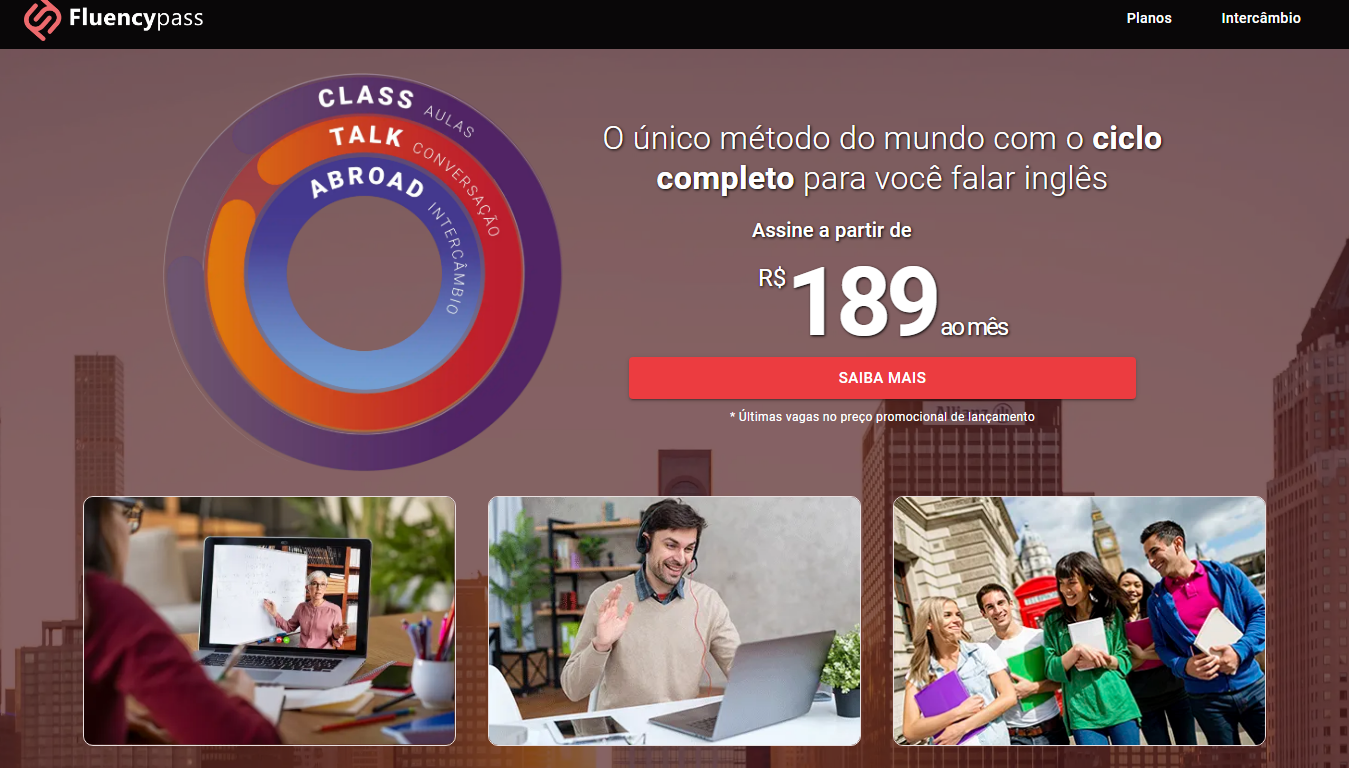 Fluencypass
Planos
Intercâmbio
CLASS AULAS
TALK CONVERSAÇÃO
ABROAD INTERCÂMBIO
O único método do mundo com o ciclo
completo para você falar inglês
Assine a partir de
R$ 189 ao mês
SAIBA MAIS
* Últimas vagas no preço promocional de lançamento